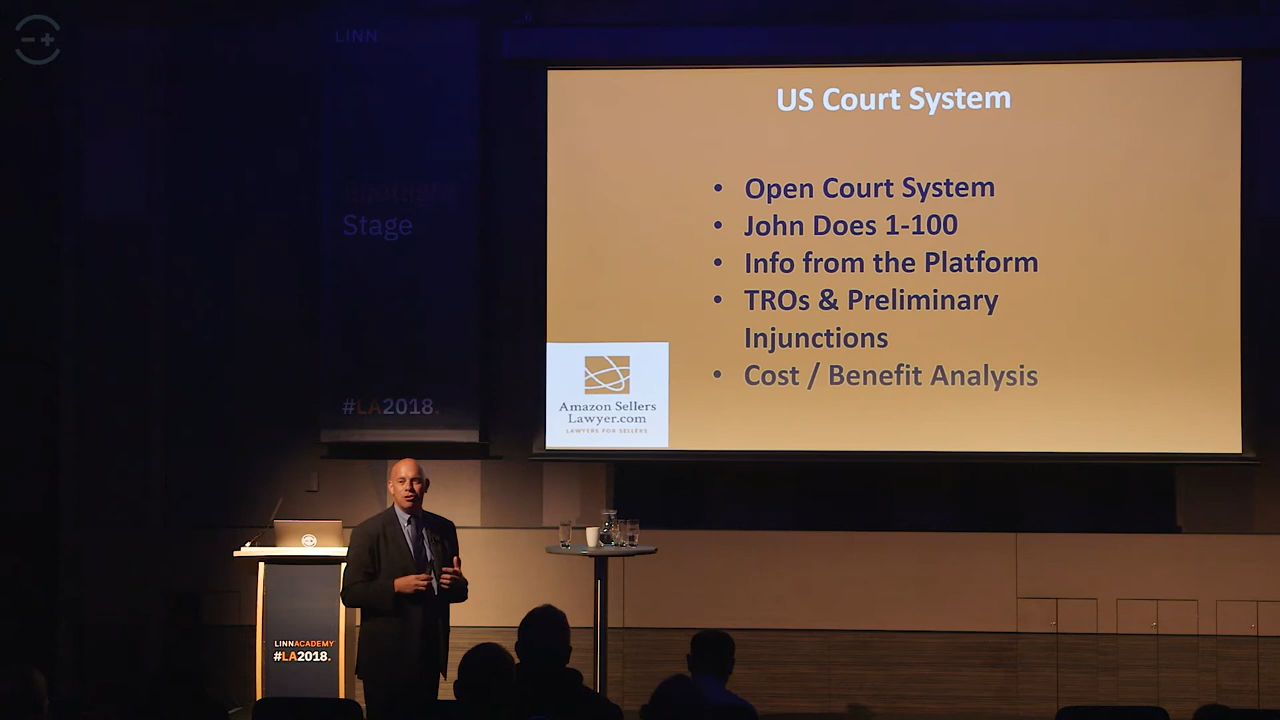 LINN
Spotlight
Stage
#LA2018.
US Court System
• Open Court System
• John Does 1-100
• Info from the Platform
• TROs & Preliminary
Injunctions
• Cost / Benefit Analysis
Amazon Sellers
Lawyer.com
LAWYERS FOR SELLERS
LINNACADEMY
#LA2018.